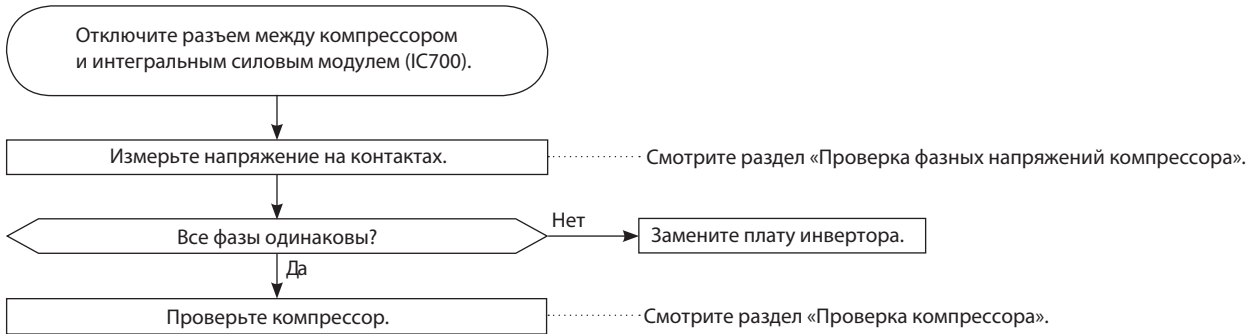 Отключите разъем между компрессором
и интегральным силовым модулем (IC700).
Измерьте напряжение на контактах.
Смотрите раздел «Проверка фазных напряжений компрессора».
Все фазы одинаковы?
Нет
Замените плату инвертора.
Да
Проверьте компрессор.
Смотрите раздел «Проверка компрессора».